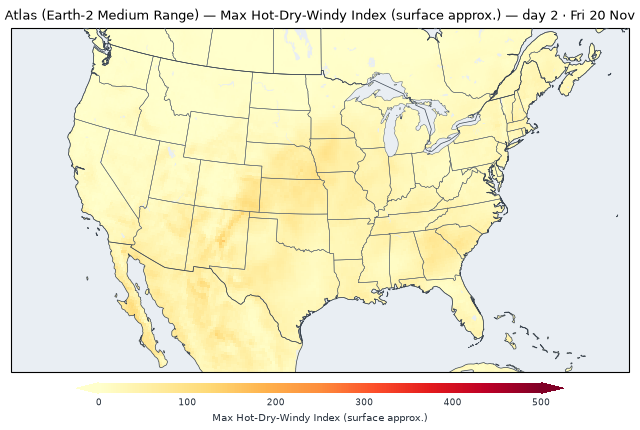 Atlas (Earth-2 Medium Range) — Max Hot-Dry-Windy Index (surface approx.) — day 2 · Fri 20 Nov
0 100 200 300 400 500
Max Hot-Dry-Windy Index (surface approx.)